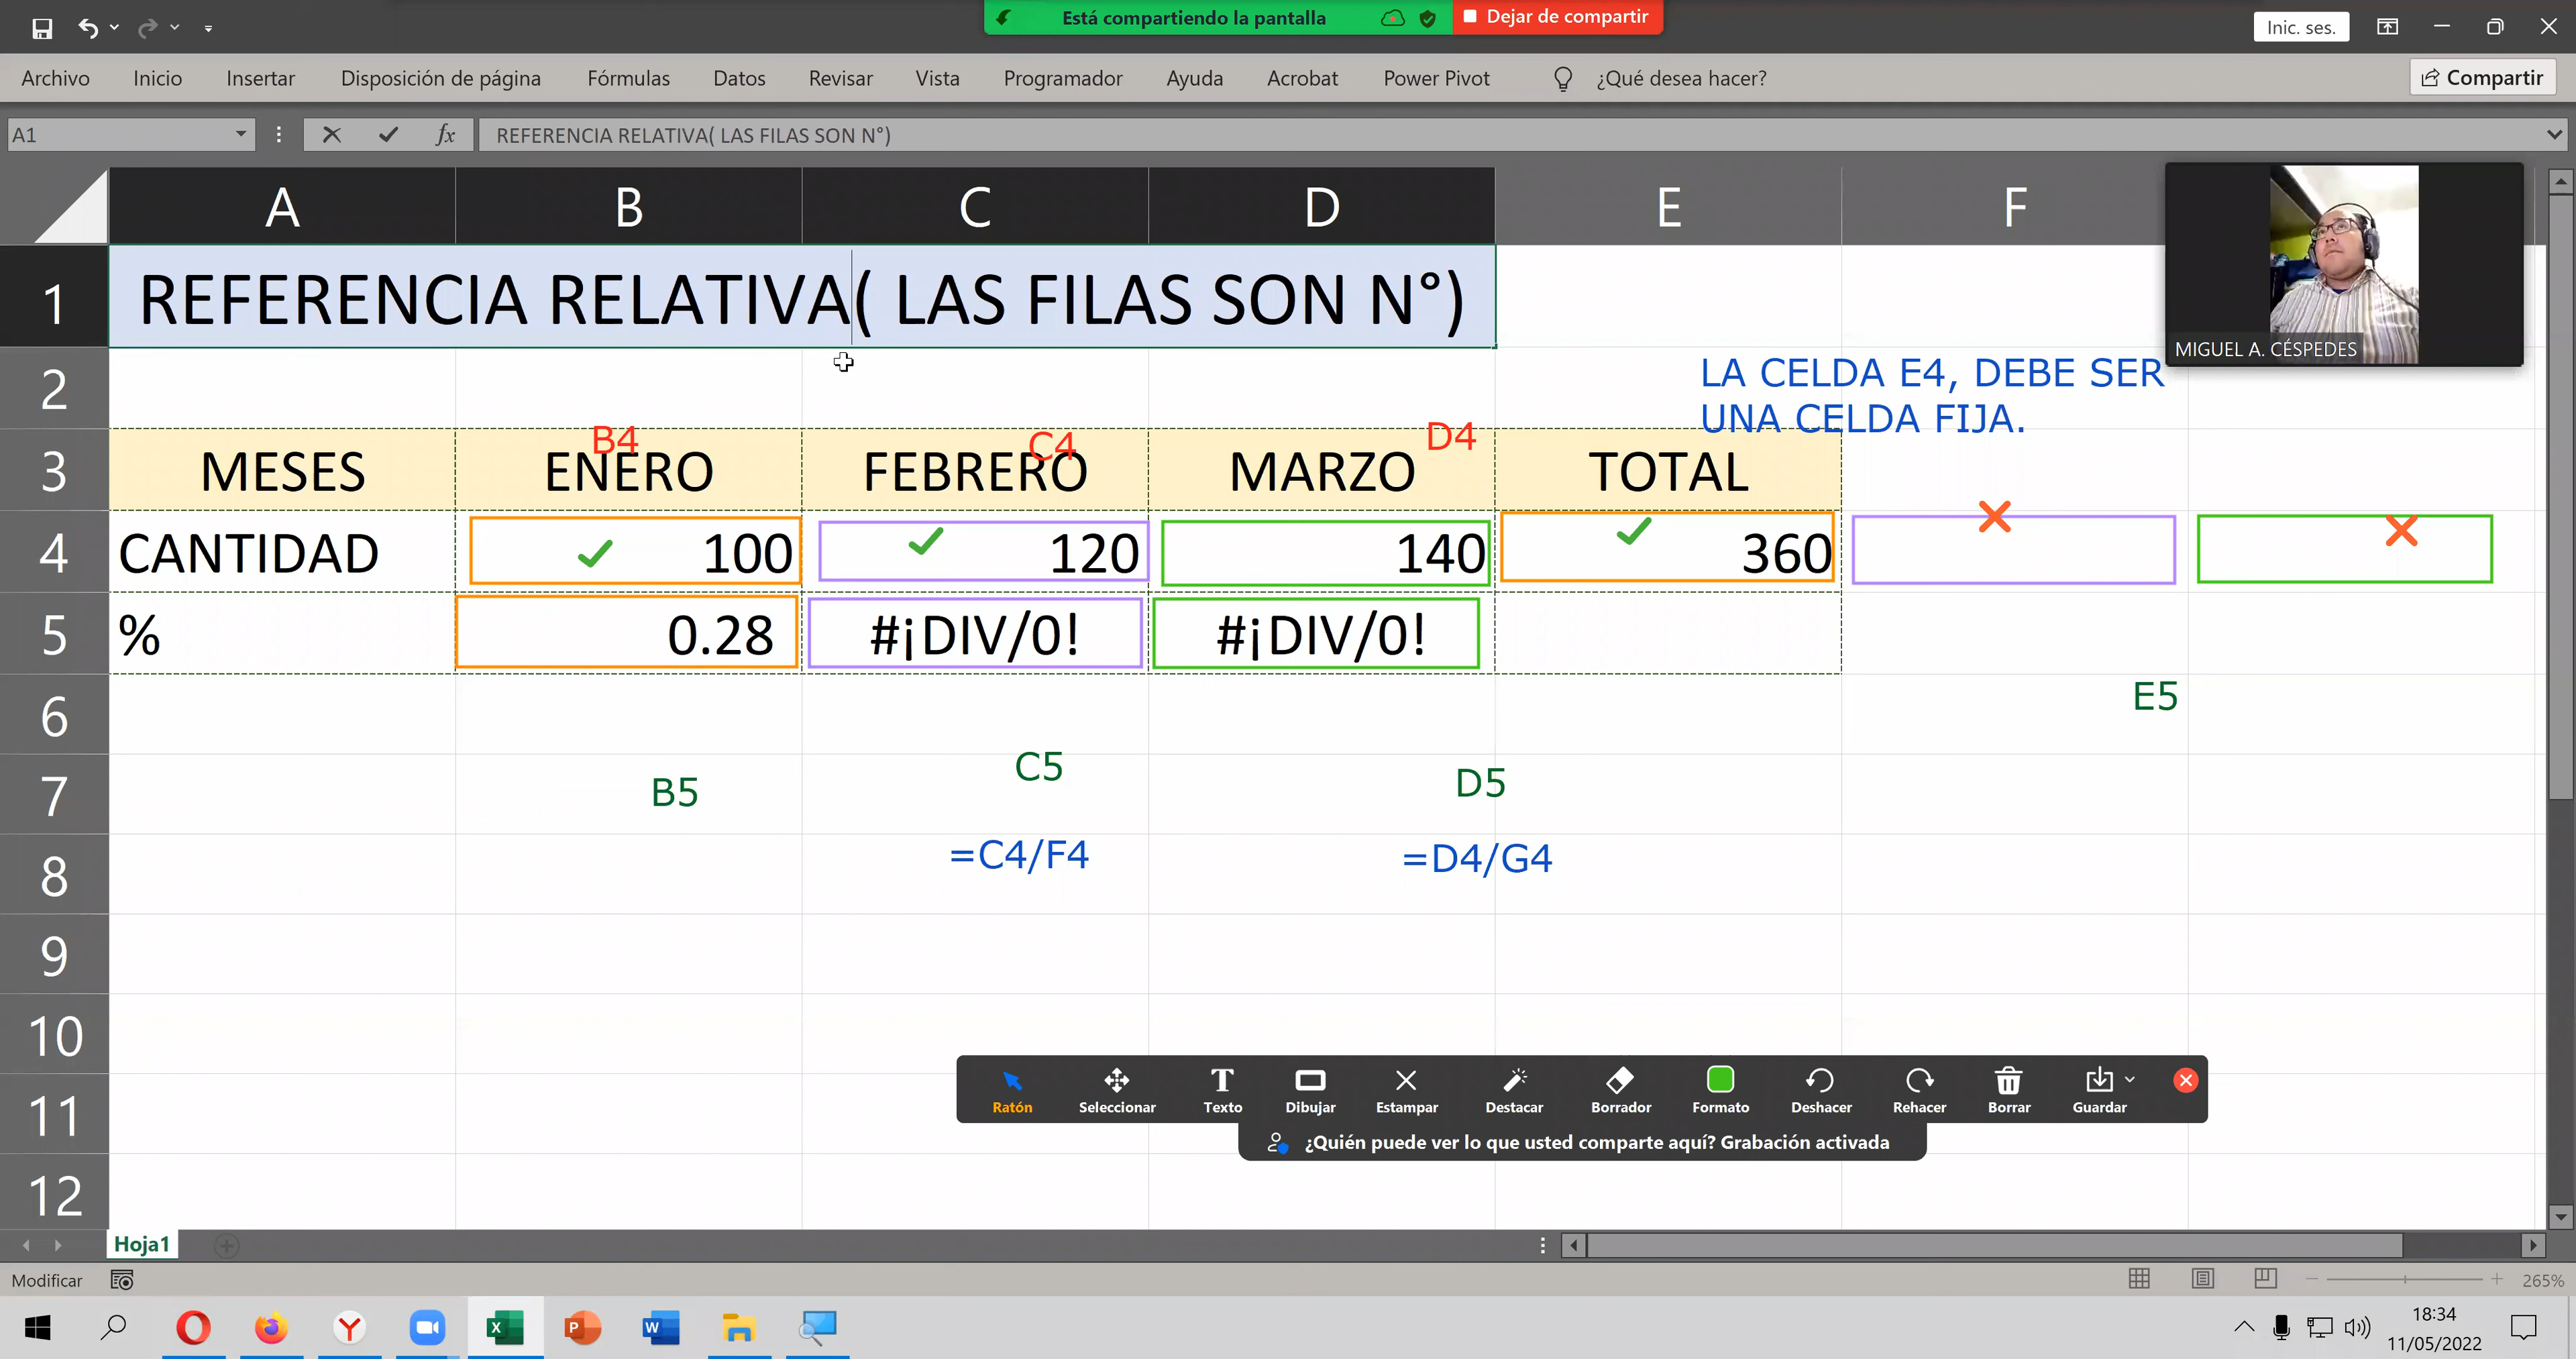 Está compartiendo la pantalla
Dejar de compartir
Inic. ses.
Archivo Inicio Insertar Disposición de página Fórmulas Datos Revisar Vista Programador Ayuda Acrobat Power Pivot ¿Qué desea hacer? Compartir
A1 fx REFERENCIA RELATIVA( LAS FILAS SON N°)
A B C D E F
1 REFERENCIA RELATIVA( LAS FILAS SON N°)
MIGUEL A. CÉSPEDES
2 LA CELDA E4, DEBE SER
UNA CELDA FIJA.
B4 C4 D4
3 MESES ENERO FEBRERO MARZO TOTAL
4 CANTIDAD 100 120 140 360
5 % 0.28 #¡DIV/0! #¡DIV/0!
6 E5
7 B5 C5 D5
8 =C4/F4 =D4/G4
9
10
11
12
Ratón Seleccionar Texto Dibujar Estampar Destacar Borrador Formato Deshacer Rehacer Borrar Guardar
¿Quién puede ver lo que usted comparte aquí? Grabación activada
Hoja1
Modificar 265%
18:34
11/05/2022